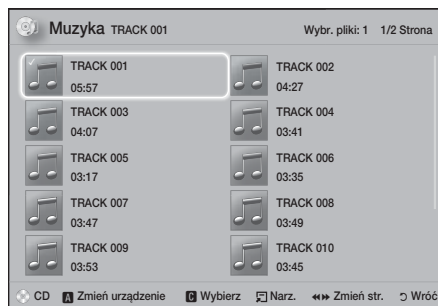 Muzyka TRACK 001 Wybr. pliki: 1 1/2 Strona
TRACK 001 TRACK 002
05:57 04:27
TRACK 003 TRACK 004
04:07 03:41
TRACK 005 TRACK 006
03:17 03:35
TRACK 007 TRACK 008
03:47 03:49
TRACK 009 TRACK 010
03:53 03:45
CD A Zmień urządzenie C Wybierz Narz. Zmień str. Wróć